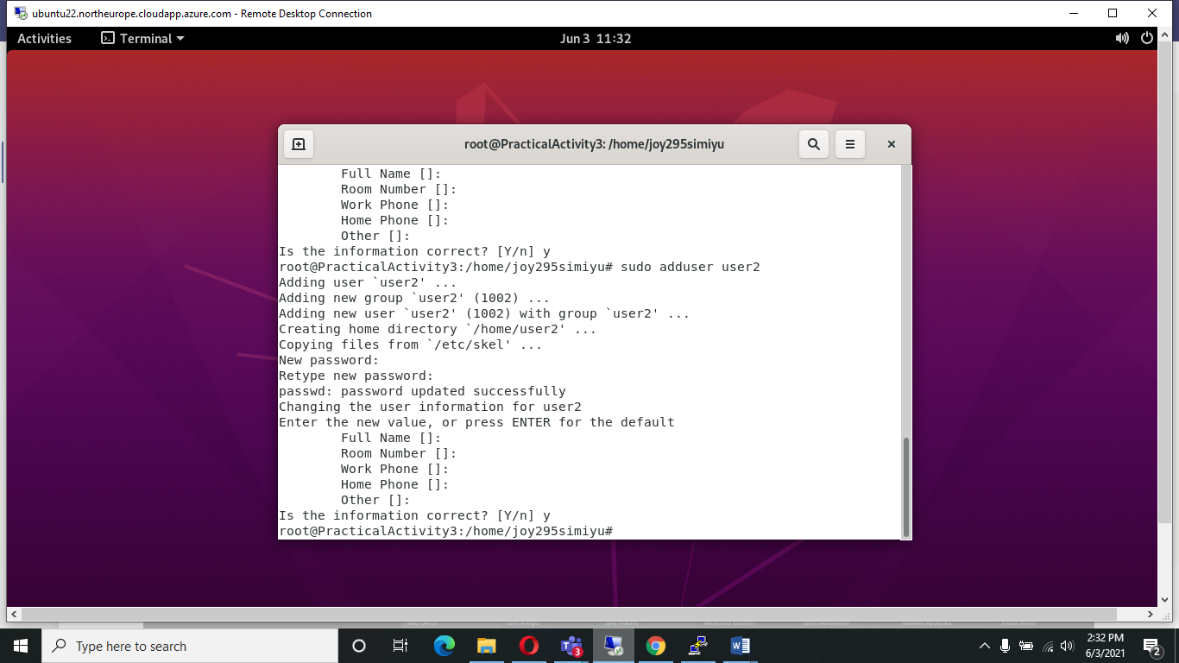 ubuntu22.northeurope.cloudapp.azure.com - Remote Desktop Connection
Activities Terminal Jun 3 11:32
root@PracticalActivity3: /home/joy295simiyu
Full Name []:
Room Number []:
Work Phone []:
Home Phone []:
Other []:
Is the information correct? [Y/n] y
root@PracticalActivity3:/home/joy295simiyu# sudo adduser user2
Adding user `user2' ...
Adding new group `user2' (1002) ...
Adding new user `user2' (1002) with group `user2' ...
Creating home directory `/home/user2' ...
Copying files from `/etc/skel' ...
New password:
Retype new password:
passwd: password updated successfully
Changing the user information for user2
Enter the new value, or press ENTER for the default
Full Name []:
Room Number []:
Work Phone []:
Home Phone []:
Other []:
Is the information correct? [Y/n] y
root@PracticalActivity3:/home/joy295simiyu#
Type here to search
3
W
2:32 PM
6/3/2021
2